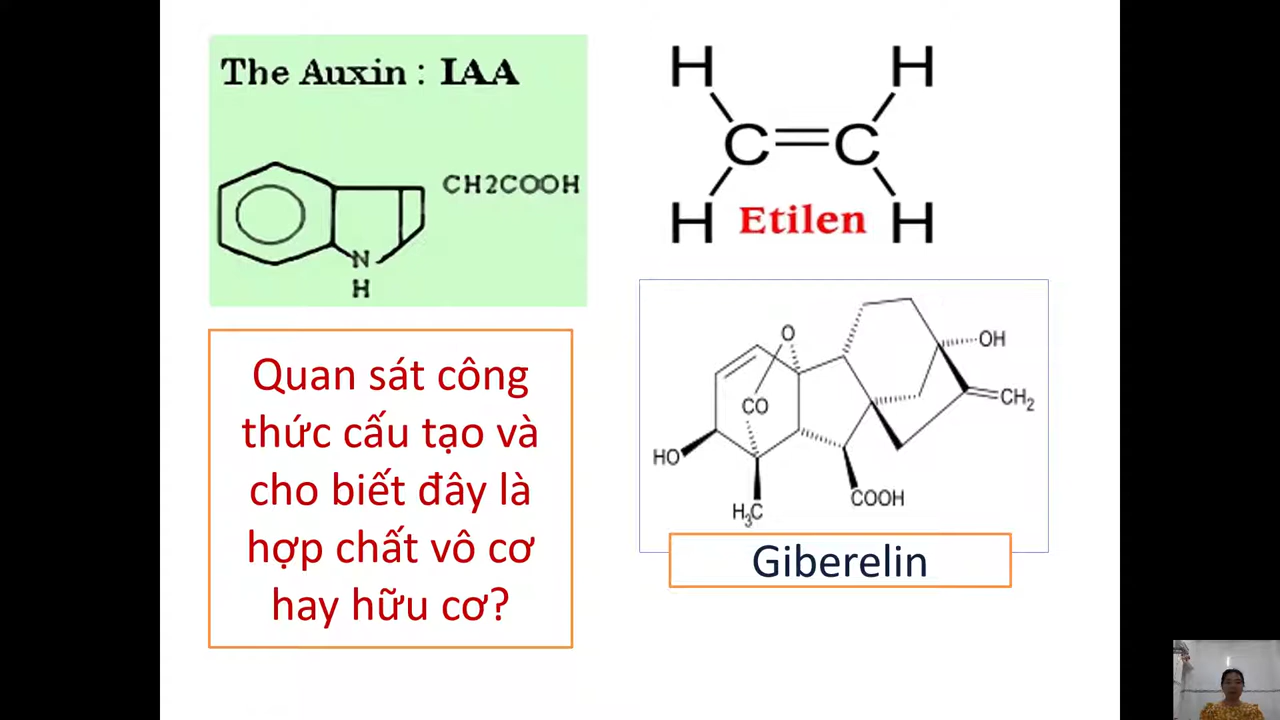 The Auxin : IAA
CH2COOH
N
H
H H
C C
H Etilen H
Quan sát công
thức cấu tạo và
cho biết đây là
hợp chất vô cơ
hay hữu cơ?
O
OH
CO
CH2
HO
COOH
H3C
Giberelin